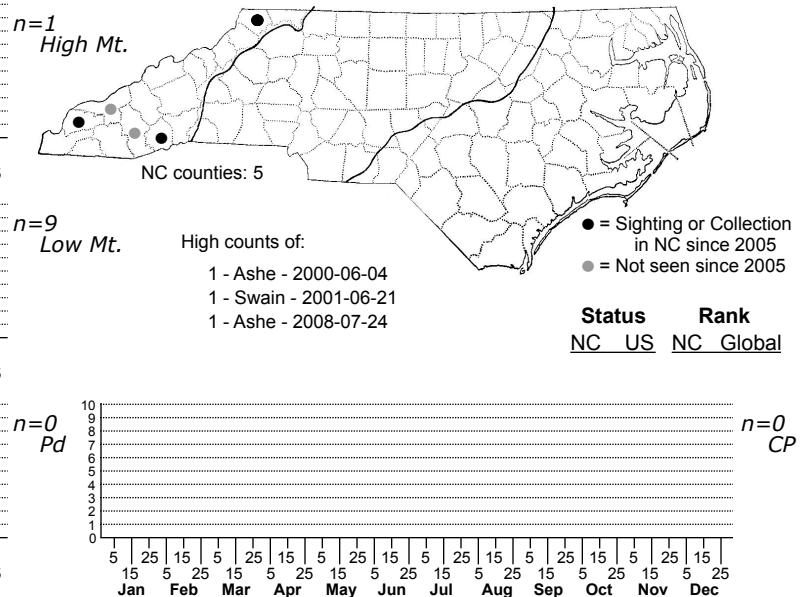 n=1
High Mt.
NC counties: 5
n=9
Low Mt.
High counts of:
1 - Ashe - 2000-06-04
1 - Swain - 2001-06-21
1 - Ashe - 2008-07-24
● = Sighting or Collection
in NC since 2005
● = Not seen since 2005
Status Rank
NC US NC Global
n=0
Pd
10
9
8
7
6
5
4
3
2
1
0
n=0
CP
5 25 15 5 25 15 5 25 15 5 25 15 5 25 15 5 25 15
15 5 25 15 5 25 15 5 25 15 5 25 15 5 25 15 5 25
Jan Feb Mar Apr May Jun Jul Aug Sep Oct Nov Dec